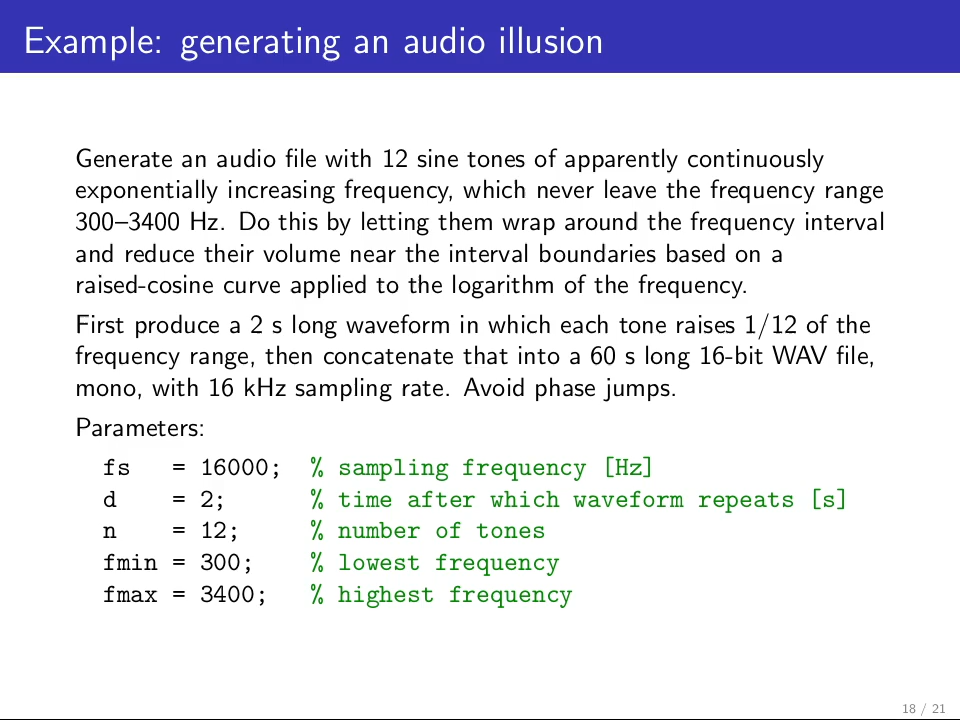 Example: generating an audio illusion
Generate an audio file with 12 sine tones of apparently continuously
exponentially increasing frequency, which never leave the frequency range
300–3400 Hz. Do this by letting them wrap around the frequency interval
and reduce their volume near the interval boundaries based on a
raised-cosine curve applied to the logarithm of the frequency.
First produce a 2 s long waveform in which each tone raises 1/12 of the
frequency range, then concatenate that into a 60 s long 16-bit WAV file,
mono, with 16 kHz sampling rate. Avoid phase jumps.
Parameters:
fs   = 16000;  % sampling frequency [Hz]
d    = 2;      % time after which waveform repeats [s]
n    = 12;     % number of tones
fmin = 300;    % lowest frequency
fmax = 3400;   % highest frequency
18 / 21